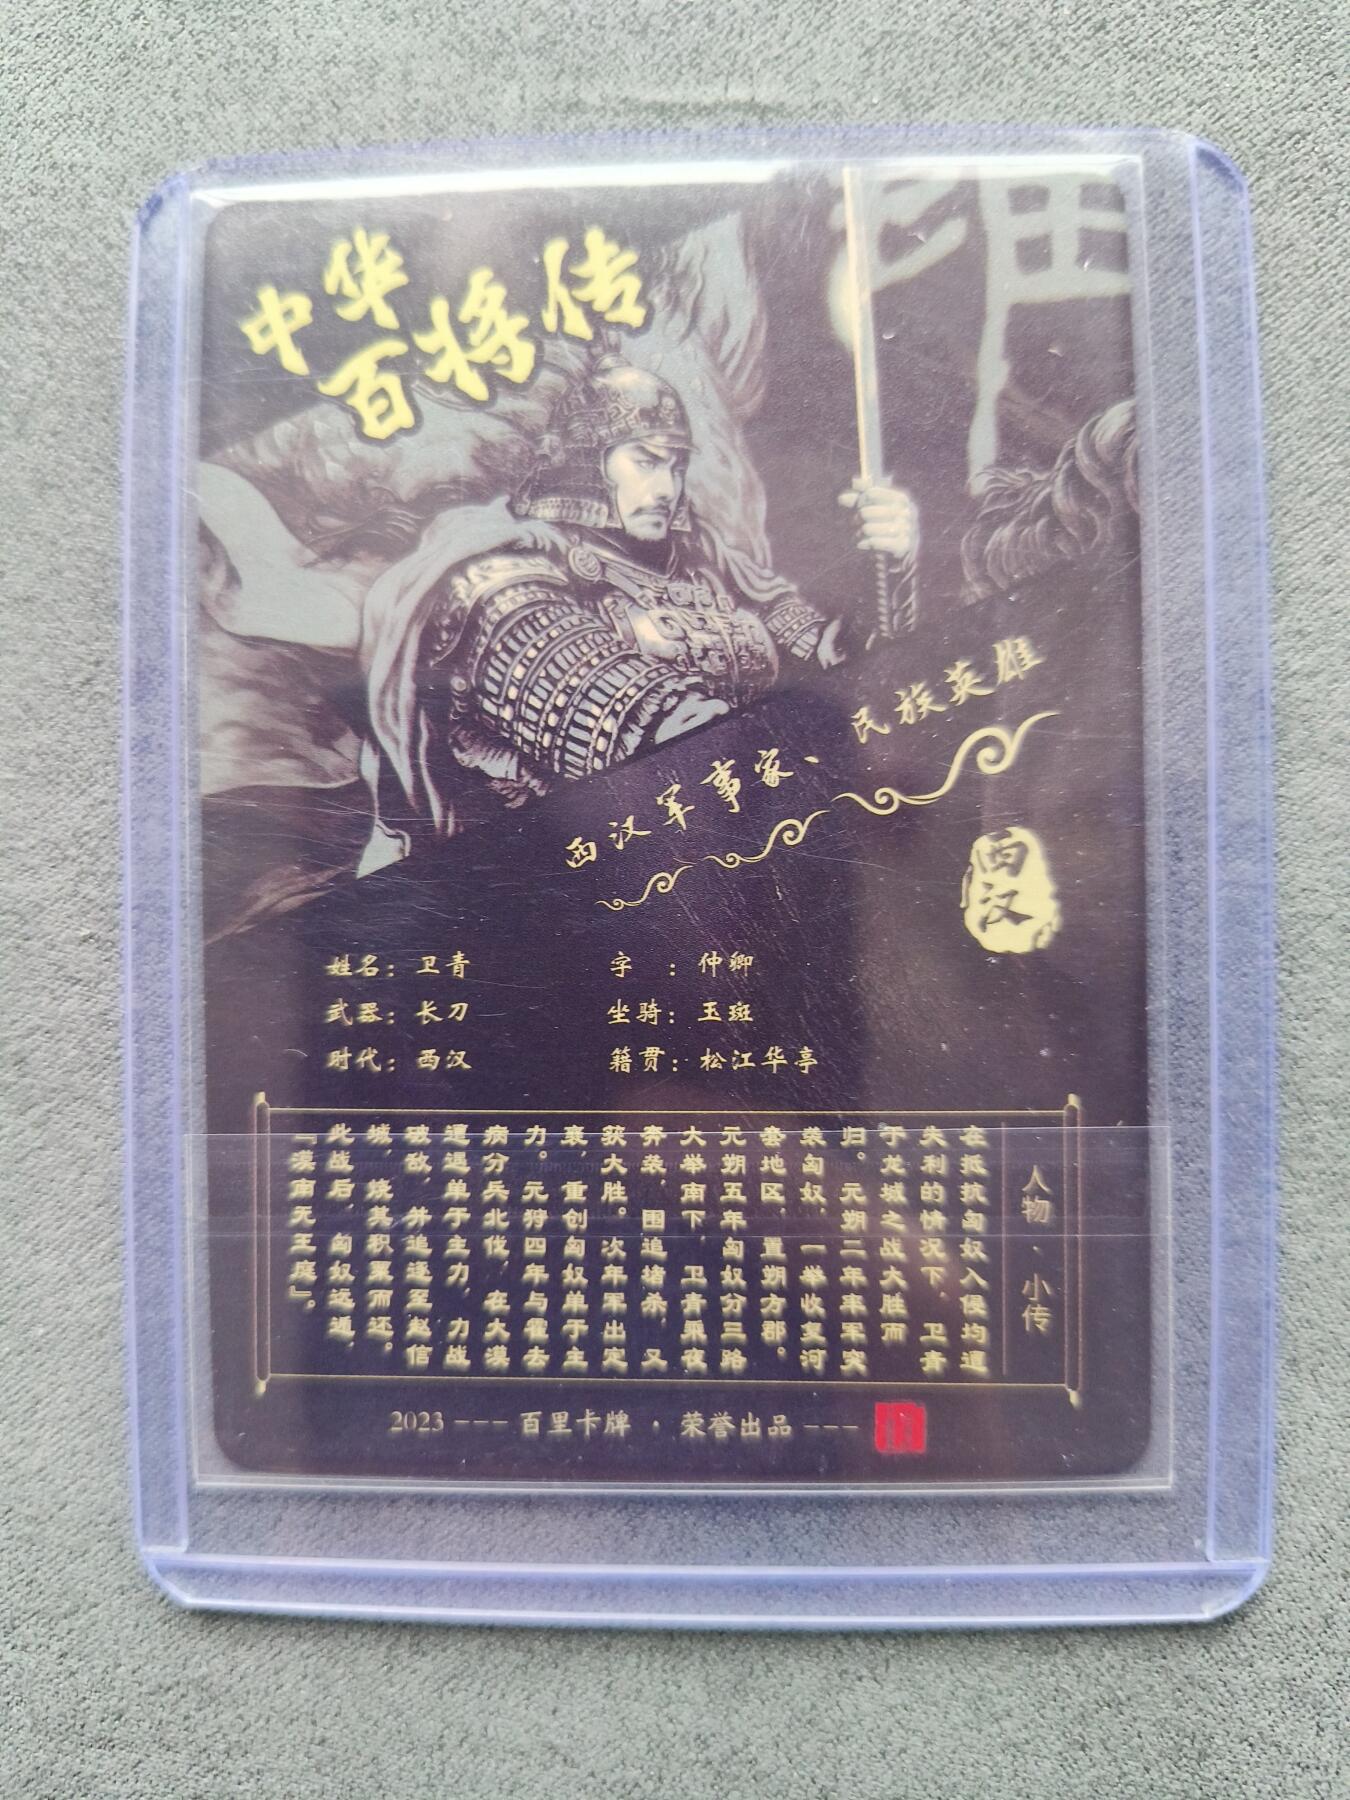 中华百将传
西汉军事家、民族英雄
西汉
姓名：卫青
字：仲卿
武器：长刀
坐骑：玉斑
时代：西汉
籍贯：松江华亭
人物·小传
在抵抗匈奴入侵均遭
失利的情况下，卫青
于龙城之战大胜而
归。元朔二年率军突
袭匈奴，一举收复河
套地区，置朔方郡。
元朔五年匈奴分三路
大举南下，卫青乘夜
奔袭，围追堵杀，又
获大胜。次年军出定
襄，重创匈奴单于主
力。元狩四年与霍去
病分兵北伐，在大漠
遭遇单于主力，力战
破敌，并追逐至赵信
城，烧其积粟而还。
此战后，匈奴远遁，
「漠南无王庭」。
2023 --- 百里卡牌 · 荣誉出品 ---